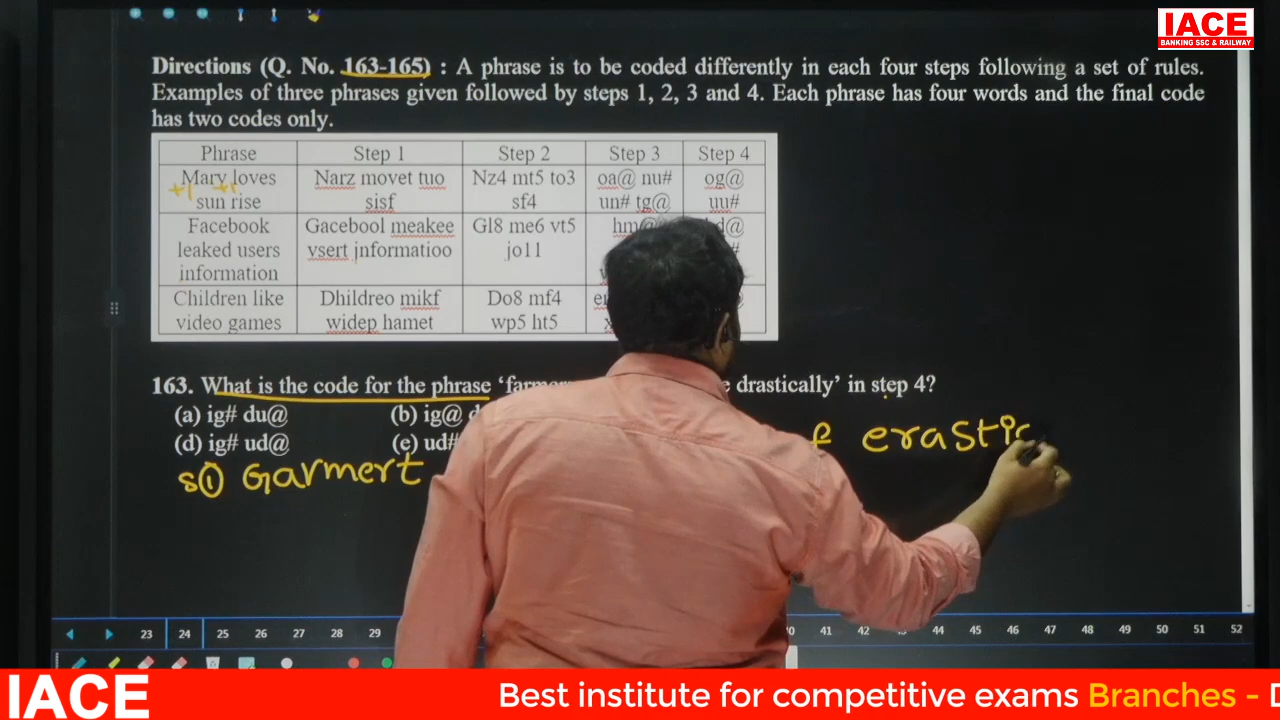 IACE
BANKING SSC & RAILWAY
Directions (Q. No. 163-165) : A phrase is to be coded differently in each four steps following a set of rules.
Examples of three phrases given followed by steps 1, 2, 3 and 4. Each phrase has four words and the final code
has two codes only.
Phrase Step 1 Step 2 Step 3 Step 4
Mary loves Narz movet tuo Nz4 mt5 to3 oa@ nu# og@
+1 +1
sun rise sisf sf4 un# tg@ uu#
Facebook Gacebool meakee Gl8 me6 vt5 hm@ d@
leaked users vsert jnformatioo jo11 #
information
Children like Dhildreo mikf Do8 mf4
video games widep hamet wp5 ht5
163. What is the code for the phrase ‘ drastically’ in step 4?
(a) ig# du@ (b) ig@
(d) ig# ud@ (e) ud#
erasti
S① Garmert
23 24 25 26 27 28 29 41 42 43 44 45 46 47 48 49 50 51 52
IACE Best institute for competitive exams Branches -